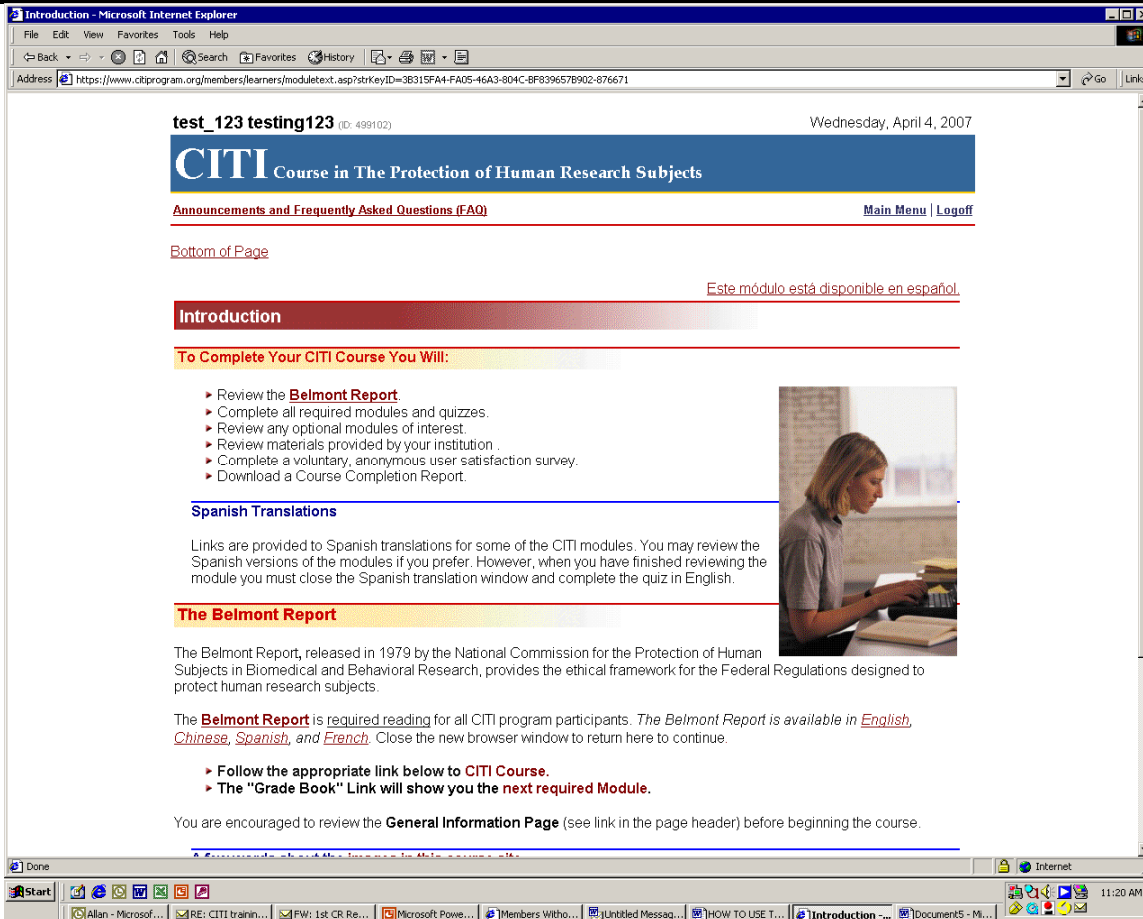 Introduction - Microsoft Internet Explorer
File Edit View Favorites Tools Help
Back Search Favorites History
Address https://www.citiprogram.org/members/learners/moduletext.asp?strKeyID=3B315FA4-FA05-46A3-804C-BF839657B902-876671 Go Link
test_123 testing123 (ID: 499102) Wednesday, April 4, 2007
CITI Course in The Protection of Human Research Subjects
Announcements and Frequently Asked Questions (FAQ) Main Menu | Logoff
Bottom of Page
Este módulo está disponible en español.
Introduction
To Complete Your CITI Course You Will:
Review the Belmont Report.
Complete all required modules and quizzes.
Review any optional modules of interest.
Review materials provided by your institution .
Complete a voluntary, anonymous user satisfaction survey.
Download a Course Completion Report.
Spanish Translations
Links are provided to Spanish translations for some of the CITI modules. You may review the
Spanish versions of the modules if you prefer. However, when you have finished reviewing the
module you must close the Spanish translation window and complete the quiz in English.
The Belmont Report
The Belmont Report, released in 1979 by the National Commission for the Protection of Human
Subjects in Biomedical and Behavioral Research, provides the ethical framework for the Federal Regulations designed to
protect human research subjects.
The Belmont Report is required reading for all CITI program participants. The Belmont Report is available in English,
Chinese, Spanish, and French. Close the new browser window to return here to continue.
Follow the appropriate link below to CITI Course.
The "Grade Book" Link will show you the next required Module.
You are encouraged to review the General Information Page (see link in the page header) before beginning the course.
A few words about the images in this course site
Done Internet
Start 11:20 AM
Allan - Microsof... RE: CITI trainin... FW: 1st CR Re... Microsoft Powe... Members Witho... Untitled Messag... HOW TO USE T... Introduction -... Document5 - Mi...